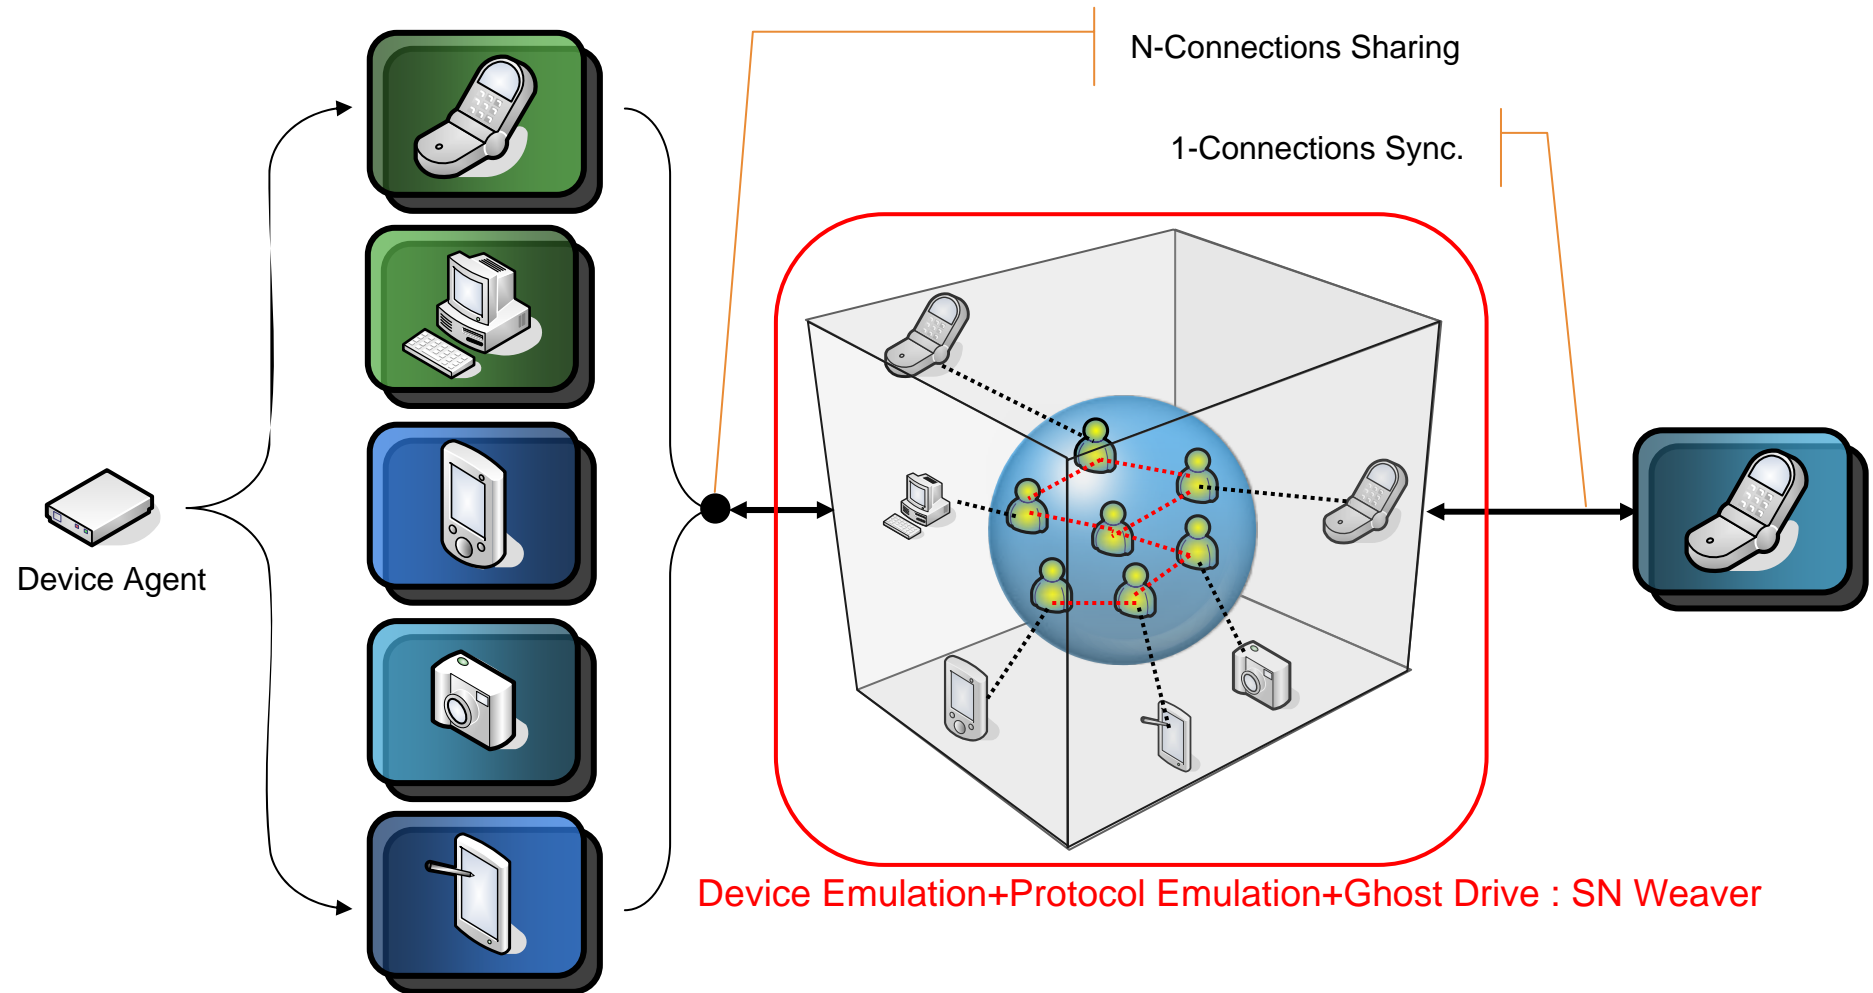 N-Connections Sharing
1-Connections Sync.
Device Agent
Device Emulation+Protocol Emulation+Ghost Drive : SN Weaver